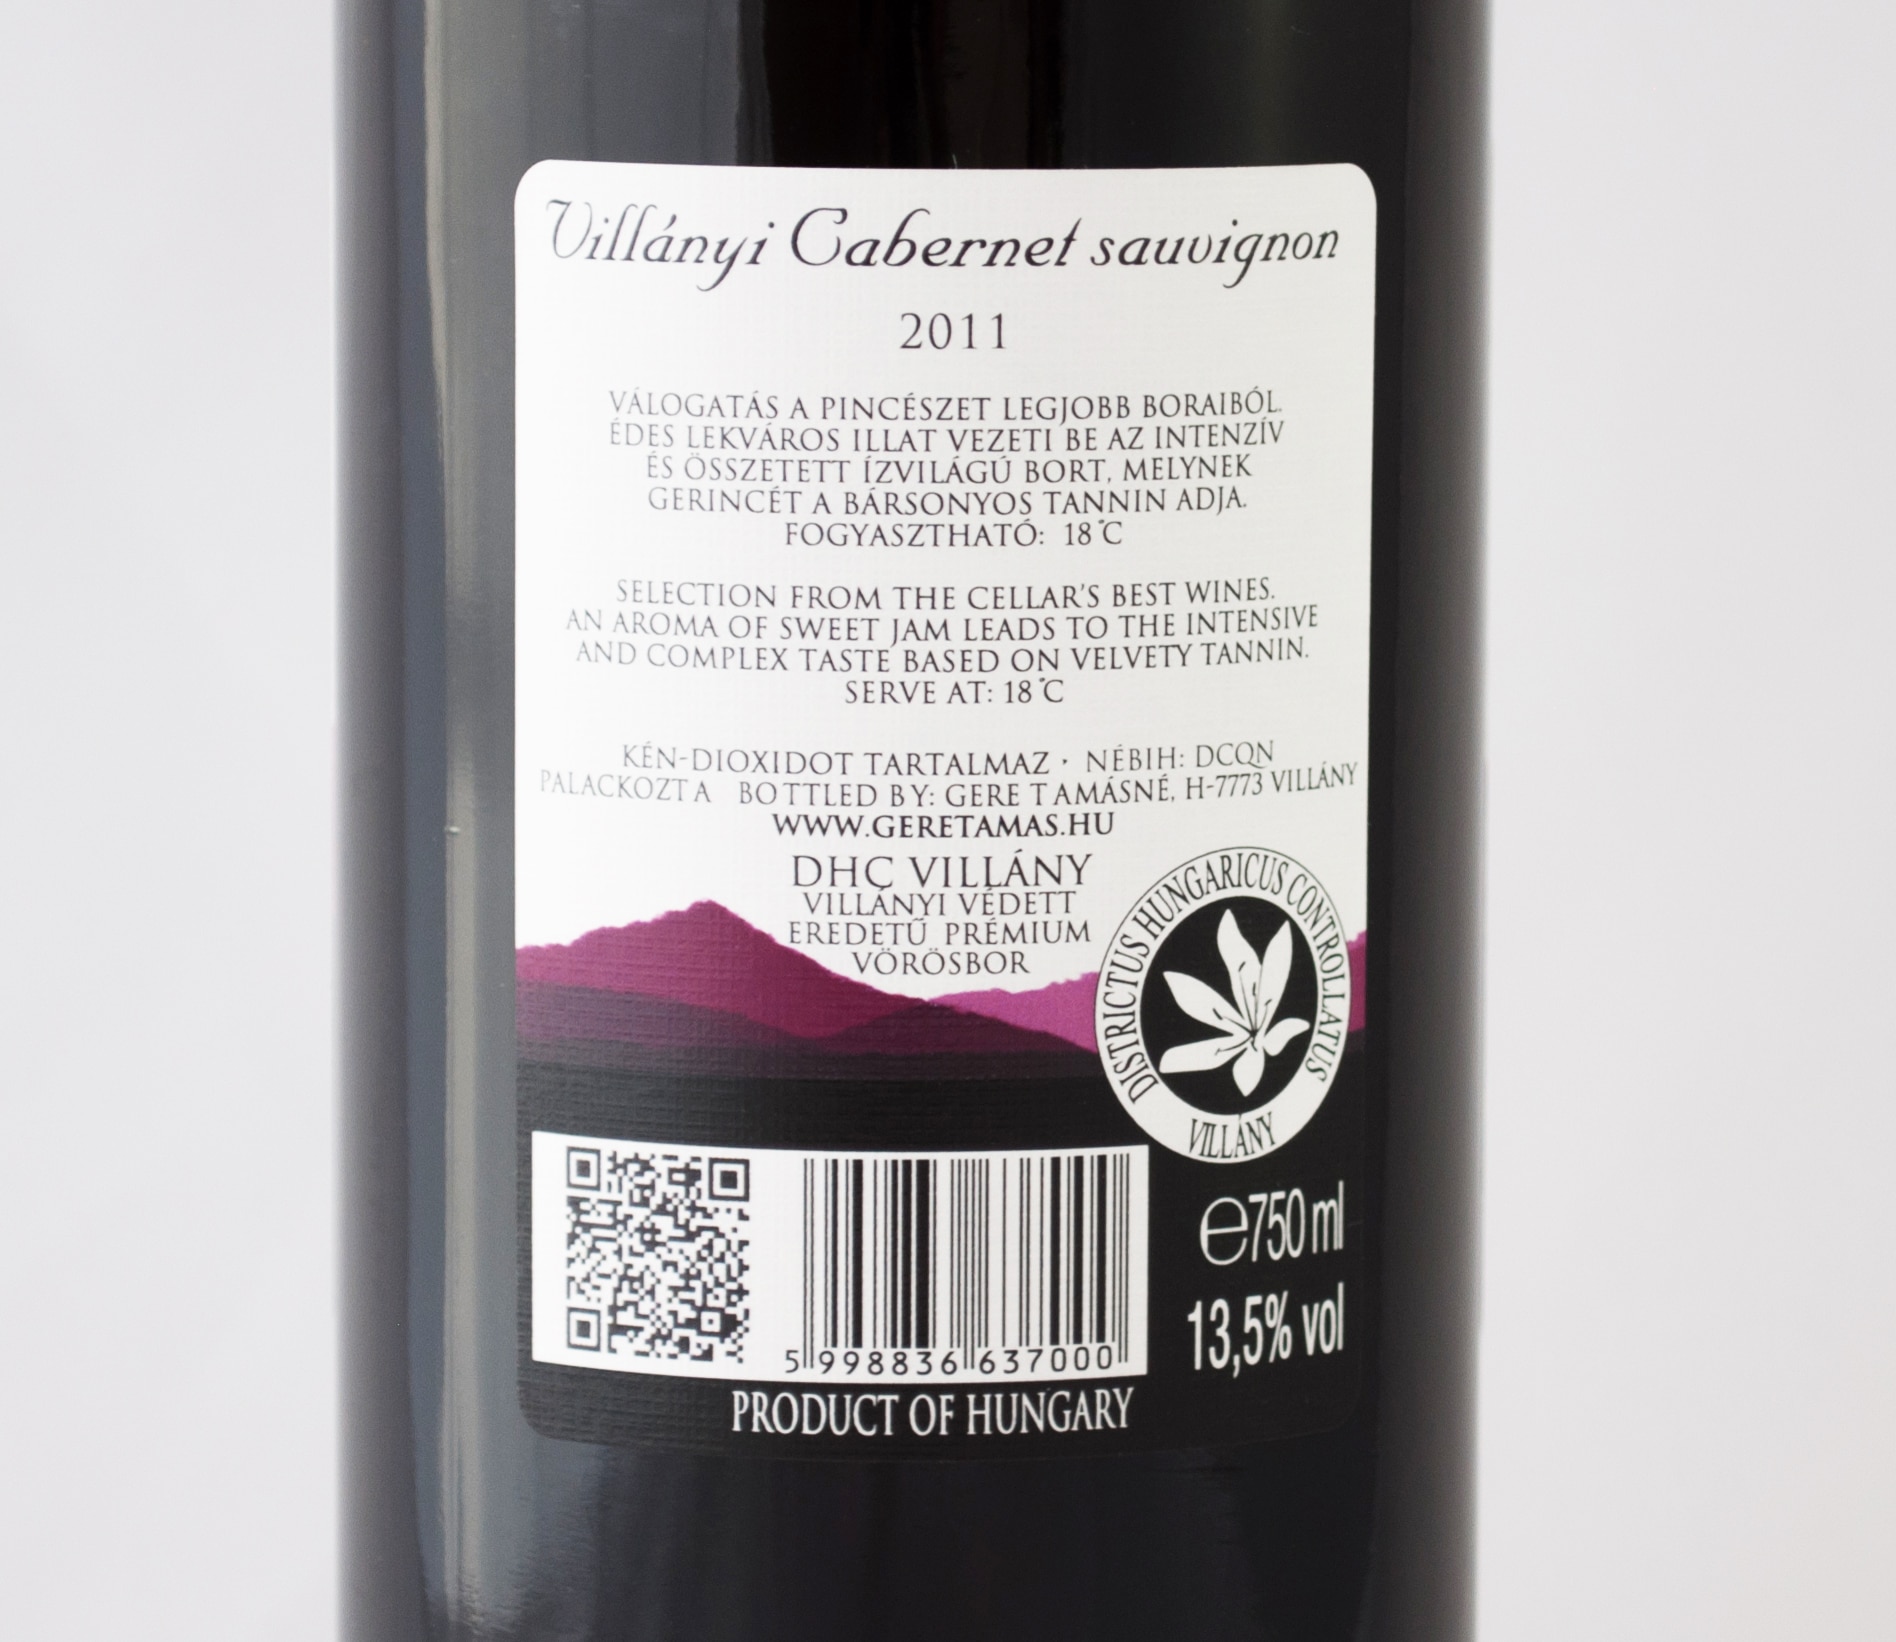 Villányi Cabernet sauvignon
2011
VÁLOGATÁS A PINCÉSZET LEGJOBB BORAIBÓL.
ÉDES LEKVÁROS ILLAT VEZETI BE AZ INTENZÍV
ÉS ÖSSZETETT ÍZVILÁGÚ BORT, MELYNEK
GERINCÉT A BÁRSONYOS TANNIN ADJA.
FOGYASZTHATÓ: 18°C
SELECTION FROM THE CELLAR'S BEST WINES.
AN AROMA OF SWEET JAM LEADS TO THE INTENSIVE
AND COMPLEX TASTE BASED ON VELVETY TANNIN.
SERVE AT: 18°C
KÉN-DIOXIDOT TARTALMAZ · NÉBIH: DCQN
PALACKOZTA BOTTLED BY: GERE TAMÁSNÉ, H-7773 VILLÁNY
WWW.GERETAMAS.HU
DHC VILLÁNY
VILLÁNYI VÉDETT
EREDETŰ PRÉMIUM
VÖRÖSBOR
DISTRICTUS HUNGARICUS CONTROLLATUS
VILLÁNY
℮750 ml
13,5% vol
5 998836 637000
PRODUCT OF HUNGARY